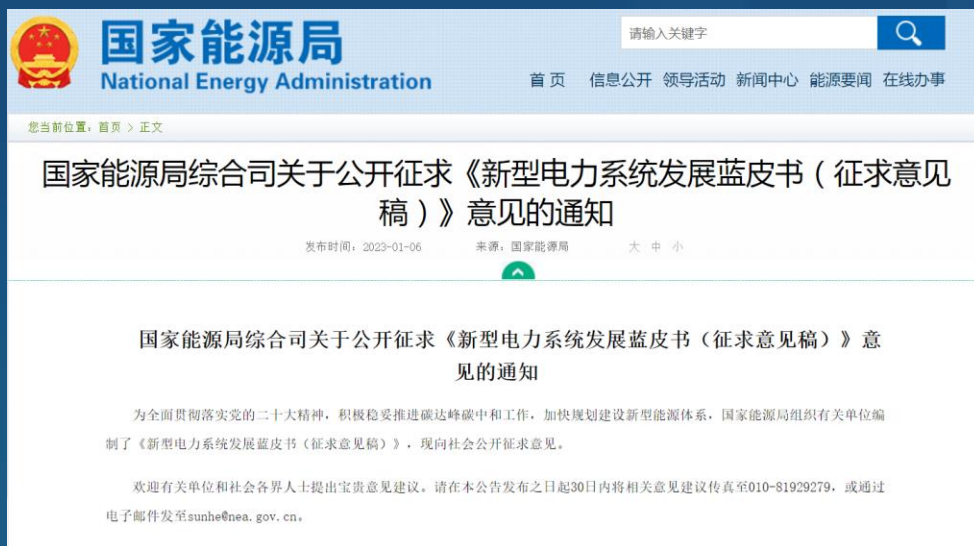 国家能源局
National Energy Administration
请输入关键字
首页 信息公开 领导活动 新闻中心 能源要闻 在线办事
您当前位置：首页 > 正文
国家能源局综合司关于公开征求《新型电力系统发展蓝皮书（征求意见
稿）》意见的通知
发布时间：2023-01-06 来源：国家能源局 大 中 小
国家能源局综合司关于公开征求《新型电力系统发展蓝皮书（征求意见稿）》意
见的通知
为全面贯彻落实党的二十大精神，积极稳妥推进碳达峰碳中和工作，加快规划建设新型能源体系，国家能源局组织有关单位编
制了《新型电力系统发展蓝皮书（征求意见稿）》，现向社会公开征求意见。
欢迎有关单位和社会各界人士提出宝贵意见建议。请在本公告发布之日起30日内将相关意见建议传真至010-81929279，或通过
电子邮件发至sunhe@nea.gov.cn。